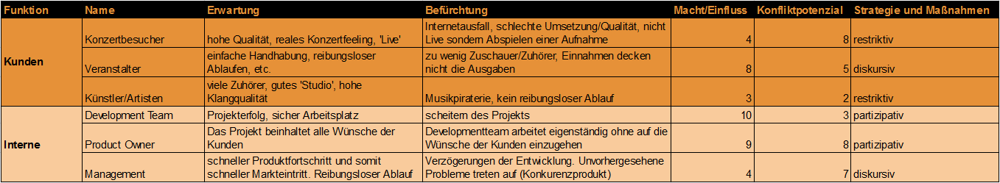 Funktion Name Erwartung Befürchtung Macht/Einfluss Konfliktpotenzial Strategie und Maßnahmen
Kunden
Konzertbesucher hohe Qualität, reales Konzertfeeling, 'Live' Internetausfall, schlechte Umsetzung/Qualität, nicht
Live sondern Abspielen einer Aufnahme 4 8 restriktiv
Veranstalter einfache Handhabung, reibungsloser
Ablaufen, etc. zu wenig Zuschauer/Zuhörer, Einnahmen decken
nicht die Ausgaben 8 5 diskursiv
Künstler/Artisten viele Zuhörer, gutes 'Studio', hohe
Klangqualität Musikpiraterie, kein reibungsloser Ablauf 3 2 restriktiv
Interne
Development Team Projekterfolg, sicher Arbeitsplatz scheitern des Projekts 10 3 partizipativ
Product Owner Das Projekt beinhaltet alle Wünsche der
Kunden Developmentteam arbeitet eigenständig ohne auf die
Wünsche der Kunden einzugehen 9 8 partizipativ
Management schneller Produktfortschritt und somit
schneller Markteintritt. Reibungsloser Ablauf Verzögerungen der Entwicklung. Unvorhergesehene
Probleme treten auf (Konkurenzprodukt) 4 7 diskursiv